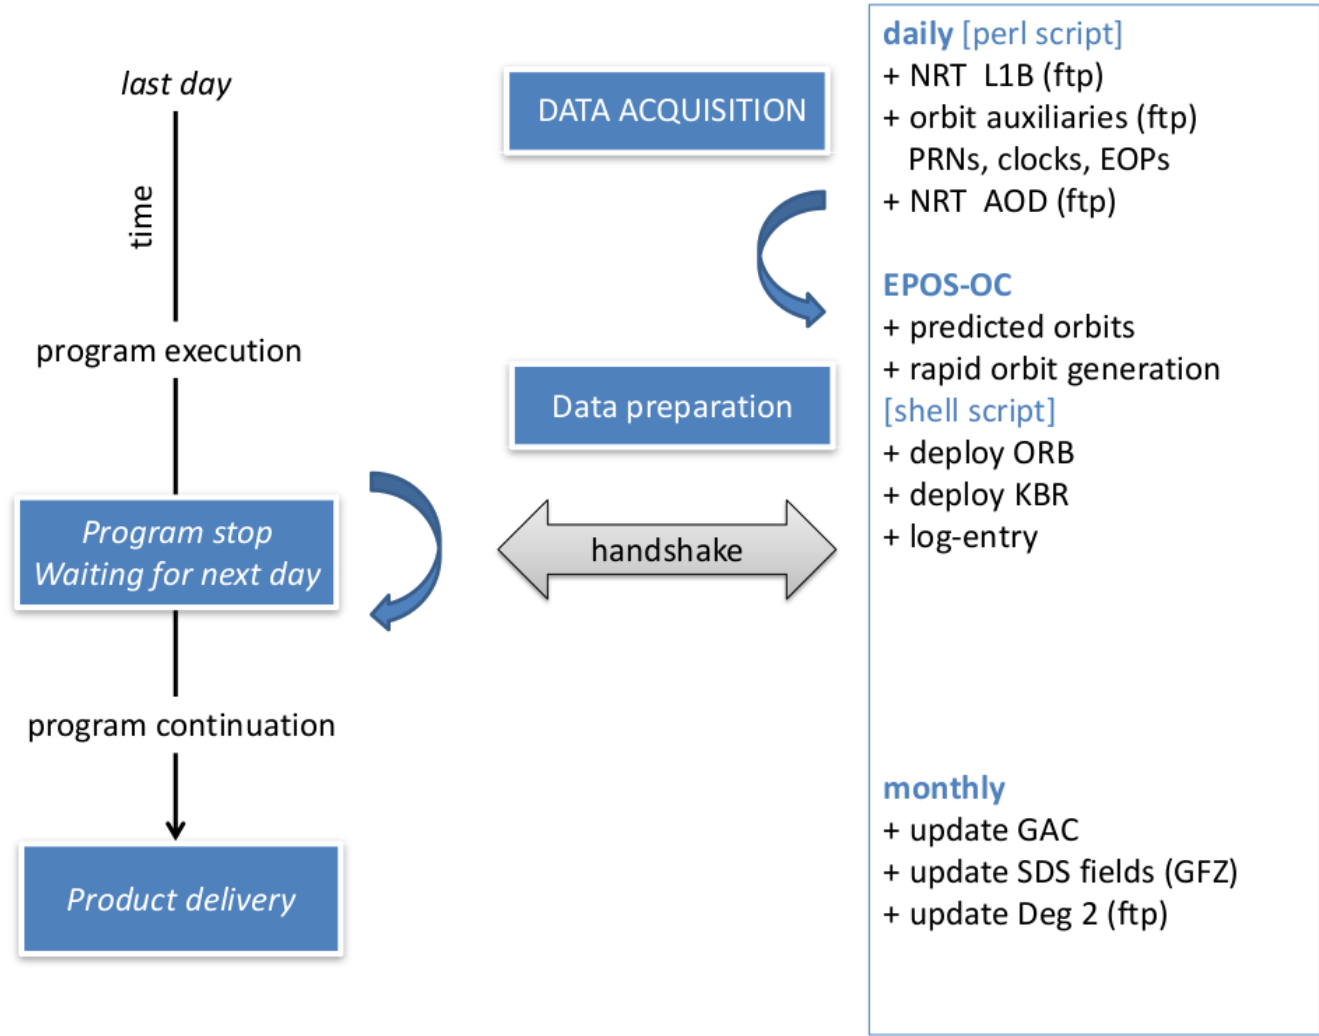 last day
time
program execution
Program stop
Waiting for next day
program continuation
Product delivery
DATA ACQUISITION
Data preparation
handshake
daily [perl script]
+ NRT L1B (ftp)
+ orbit auxiliaries (ftp)
PRNs, clocks, EOPs
+ NRT AOD (ftp)
EPOS-OC
+ predicted orbits
+ rapid orbit generation
[shell script]
+ deploy ORB
+ deploy KBR
+ log-entry
monthly
+ update GAC
+ update SDS fields (GFZ)
+ update Deg 2 (ftp)